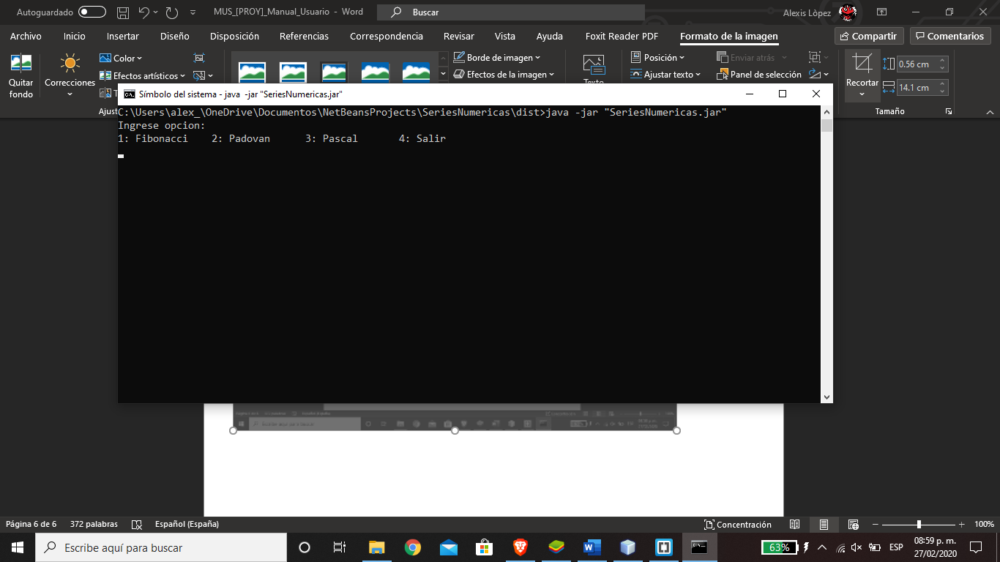 Autoguardado
MUS_[PROY]_Manual_Usuario - Word
Buscar
Alexis Lòpez
Archivo Inicio Insertar Diseño Disposición Referencias Correspondencia Revisar Vista Ayuda Foxit Reader PDF Formato de la imagen Compartir Comentarios
Quitar fondo
Correcciones
Color
Efectos artísticos
Borde de imagen
Efectos de la imagen
Texto
Posición
Ajustar texto
Enviar atrás
Panel de selección
Recortar
0.56 cm
14.1 cm
Tamaño
Símbolo del sistema - java -jar "SeriesNumericas.jar"
C:\Users\alex_\OneDrive\Documentos\NetBeansProjects\SeriesNumericas\dist>java -jar "SeriesNumericas.jar"
Ingrese opcion:
1: Fibonacci 2: Padovan 3: Pascal 4: Salir
Página 6 de 6 372 palabras Español (España) Concentración 100%
Escribe aquí para buscar
63%
ESP
08:59 p. m.
27/02/2020